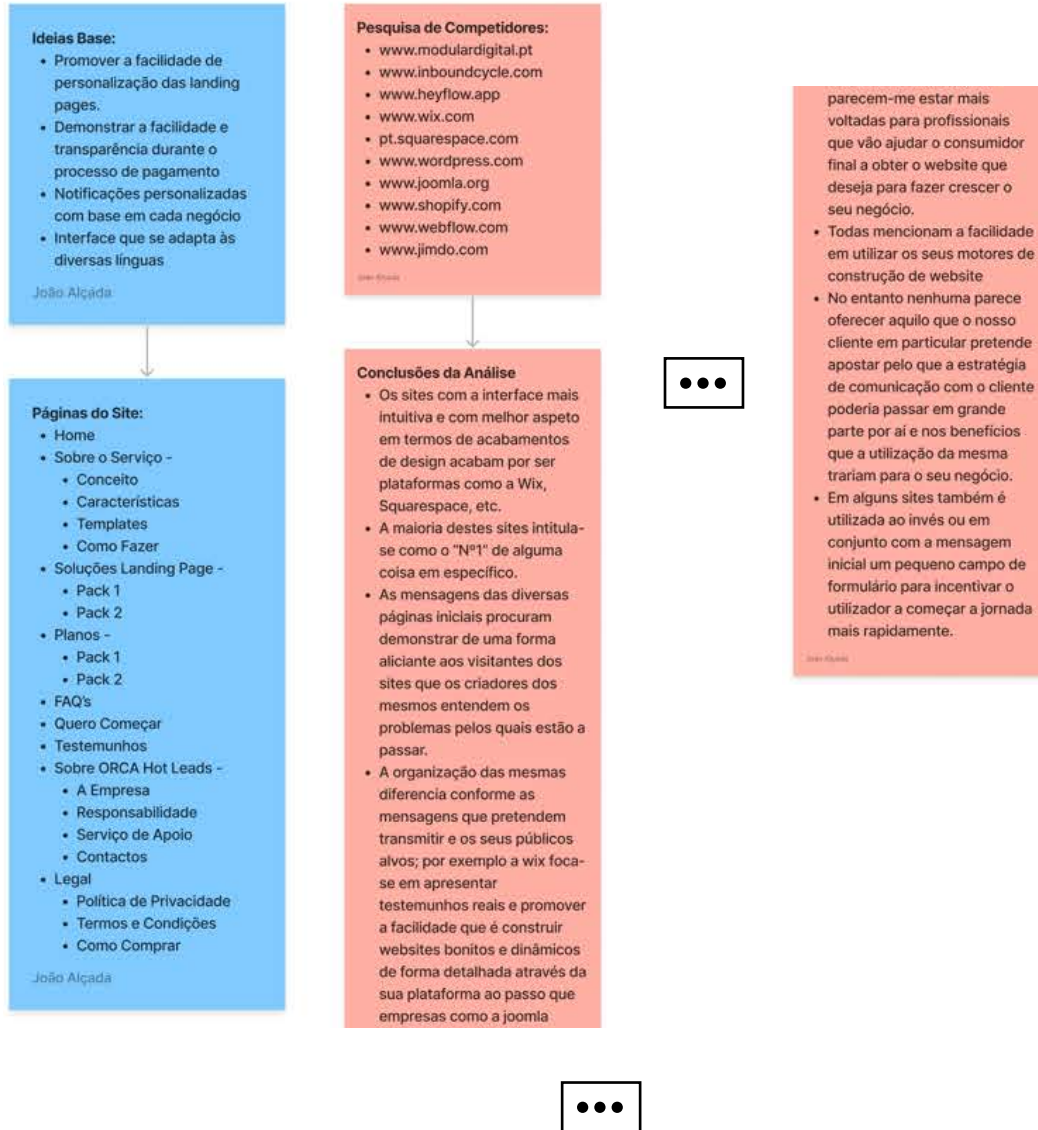 Ideias Base:
• Promover a facilidade de
personalização das landing
pages.
• Demonstrar a facilidade e
transparência durante o
processo de pagamento
• Notificações personalizadas
com base em cada negócio
• Interface que se adapta às
diversas línguas
João Alçada
Páginas do Site:
• Home
• Sobre o Serviço -
• Conceito
• Características
• Templates
• Como Fazer
• Soluções Landing Page -
• Pack 1
• Pack 2
• Planos -
• Pack 1
• Pack 2
• FAQ's
• Quero Começar
• Testemunhos
• Sobre ORCA Hot Leads -
• A Empresa
• Responsabilidade
• Serviço de Apoio
• Contactos
• Legal
• Política de Privacidade
• Termos e Condições
• Como Comprar
João Alçada
Pesquisa de Competidores:
• www.modulardigital.pt
• www.inboundcycle.com
• www.heyflow.app
• www.wix.com
• pt.squarespace.com
• www.wordpress.com
• www.joomla.org
• www.shopify.com
• www.webflow.com
• www.jimdo.com
João Alçada
Conclusões da Análise
• Os sites com a interface mais
intuitiva e com melhor aspeto
em termos de acabamentos
de design acabam por ser
plataformas como a Wix,
Squarespace, etc.
• A maioria destes sites intitula-
se como o "Nº1" de alguma
coisa em específico.
• As mensagens das diversas
páginas iniciais procuram
demonstrar de uma forma
aliciante aos visitantes dos
sites que os criadores dos
mesmos entendem os
problemas pelos quais estão a
passar.
• A organização das mesmas
diferencia conforme as
mensagens que pretendem
transmitir e os seus públicos
alvos; por exemplo a wix foca-
se em apresentar
testemunhos reais e promover
a facilidade que é construir
websites bonitos e dinâmicos
de forma detalhada através da
sua plataforma ao passo que
empresas como a joomla
parecem-me estar mais
voltadas para profissionais
que vão ajudar o consumidor
final a obter o website que
deseja para fazer crescer o
seu negócio.
• Todas mencionam a facilidade
em utilizar os seus motores de
construção de website
• No entanto nenhuma parece
oferecer aquilo que o nosso
cliente em particular pretende
apostar pelo que a estratégia
de comunicação com o cliente
poderia passar em grande
parte por aí e nos benefícios
que a utilização da mesma
trariam para o seu negócio.
• Em alguns sites também é
utilizada ao invés ou em
conjunto com a mensagem
inicial um pequeno campo de
formulário para incentivar o
utilizador a começar a jornada
mais rapidamente.
João Alçada